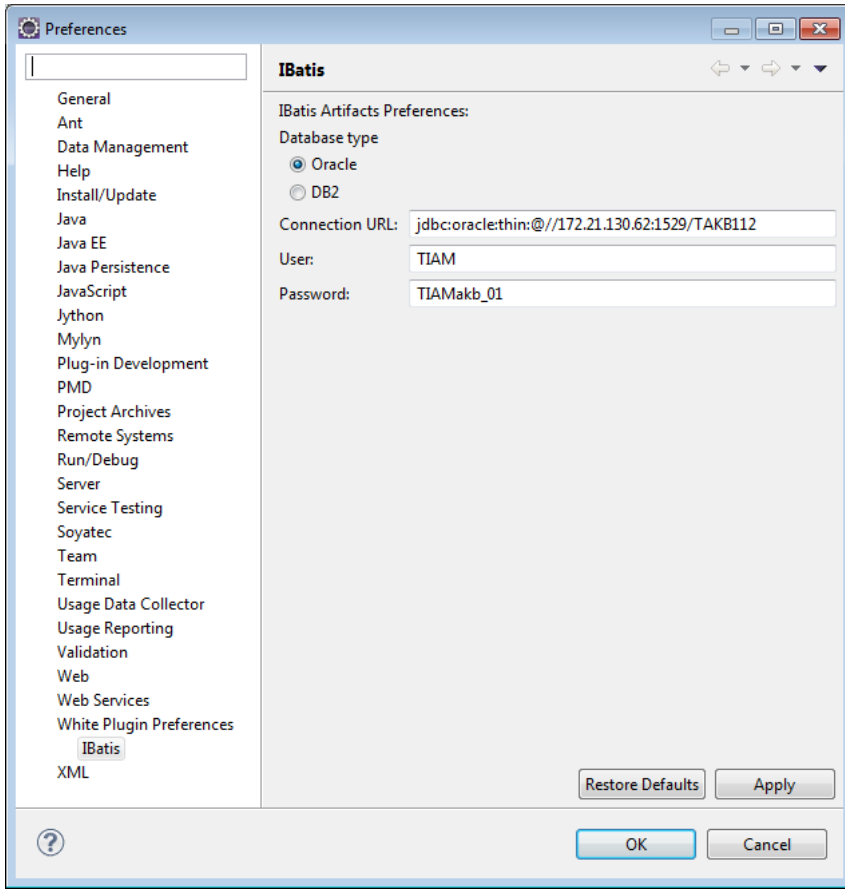 Preferences
General
Ant
Data Management
Help
Install/Update
Java
Java EE
Java Persistence
JavaScript
Jython
Mylyn
Plug-in Development
PMD
Project Archives
Remote Systems
Run/Debug
Server
Service Testing
Soyatec
Team
Terminal
Usage Data Collector
Usage Reporting
Validation
Web
Web Services
White Plugin Preferences
IBatis
XML
IBatis
IBatis Artifacts Preferences:
Database type
Oracle
DB2
Connection URL: jdbc:oracle:thin:@//172.21.130.62:1529/TAKB112
User: TIAM
Password: TIAMakb_01
Restore Defaults Apply
? OK Cancel